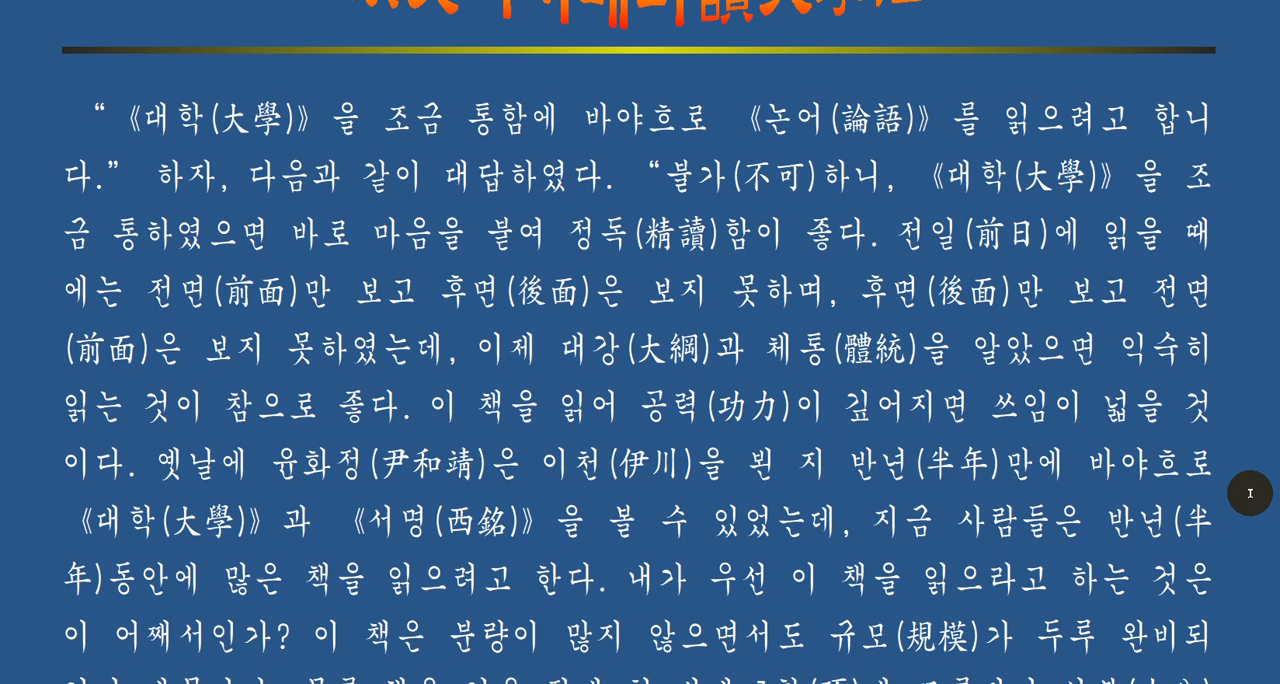 “《대학(大學)》을 조금 통함에 바야흐로 《논어(論語)》를 읽으려고 합니
다.” 하자, 다음과 같이 대답하였다. “불가(不可)하니, 《대학(大學)》을 조
금 통하였으면 바로 마음을 붙여 정독(精讀)함이 좋다. 전일(前日)에 읽을 때
에는 전면(前面)만 보고 후면(後面)은 보지 못하며, 후면(後面)만 보고 전면
(前面)은 보지 못하였는데, 이제 대강(大綱)과 체통(體統)을 알았으면 익숙히
읽는 것이 참으로 좋다. 이 책을 읽어 공력(功力)이 깊어지면 쓰임이 넓을 것
이다. 옛날에 윤화정(尹和靖)은 이천(伊川)을 뵌 지 반년(半年)만에 바야흐로
《대학(大學)》과 《서명(西銘)》을 볼 수 있었는데, 지금 사람들은 반년(半
年)동안에 많은 책을 읽으려고 한다. 내가 우선 이 책을 읽으라고 하는 것은
이 어째서인가? 이 책은 분량이 많지 않으면서도 규모(規模)가 두루 완비되